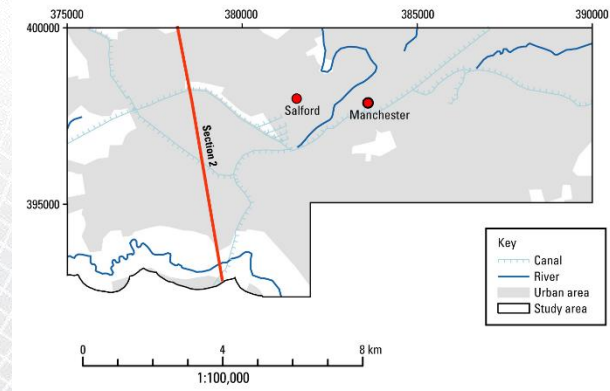 375000
380000
385000
390000
400000
Salford
Manchester
Section 2
395000
Key
Canal
River
Urban area
Study area
0
4
8 km
1:100,000